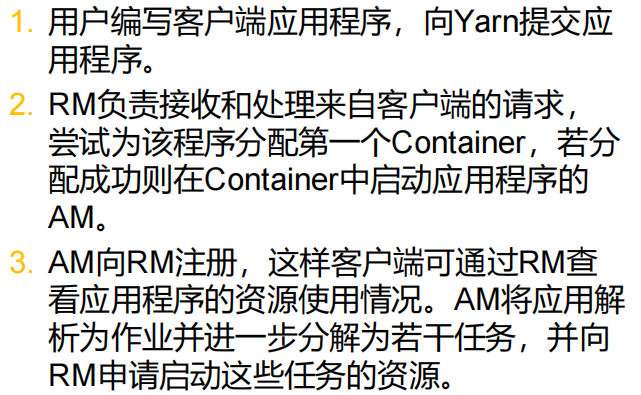 1. 用户编写客户端应用程序，向Yarn提交应
用程序。
2. RM负责接收和处理来自客户端的请求，
尝试为该程序分配第一个Container，若分
配成功则在Container中启动应用程序的
AM。
3. AM向RM注册，这样客户端可通过RM查
看应用程序的资源使用情况。AM将应用解
析为作业并进一步分解为若干任务，并向
RM申请启动这些任务的资源。